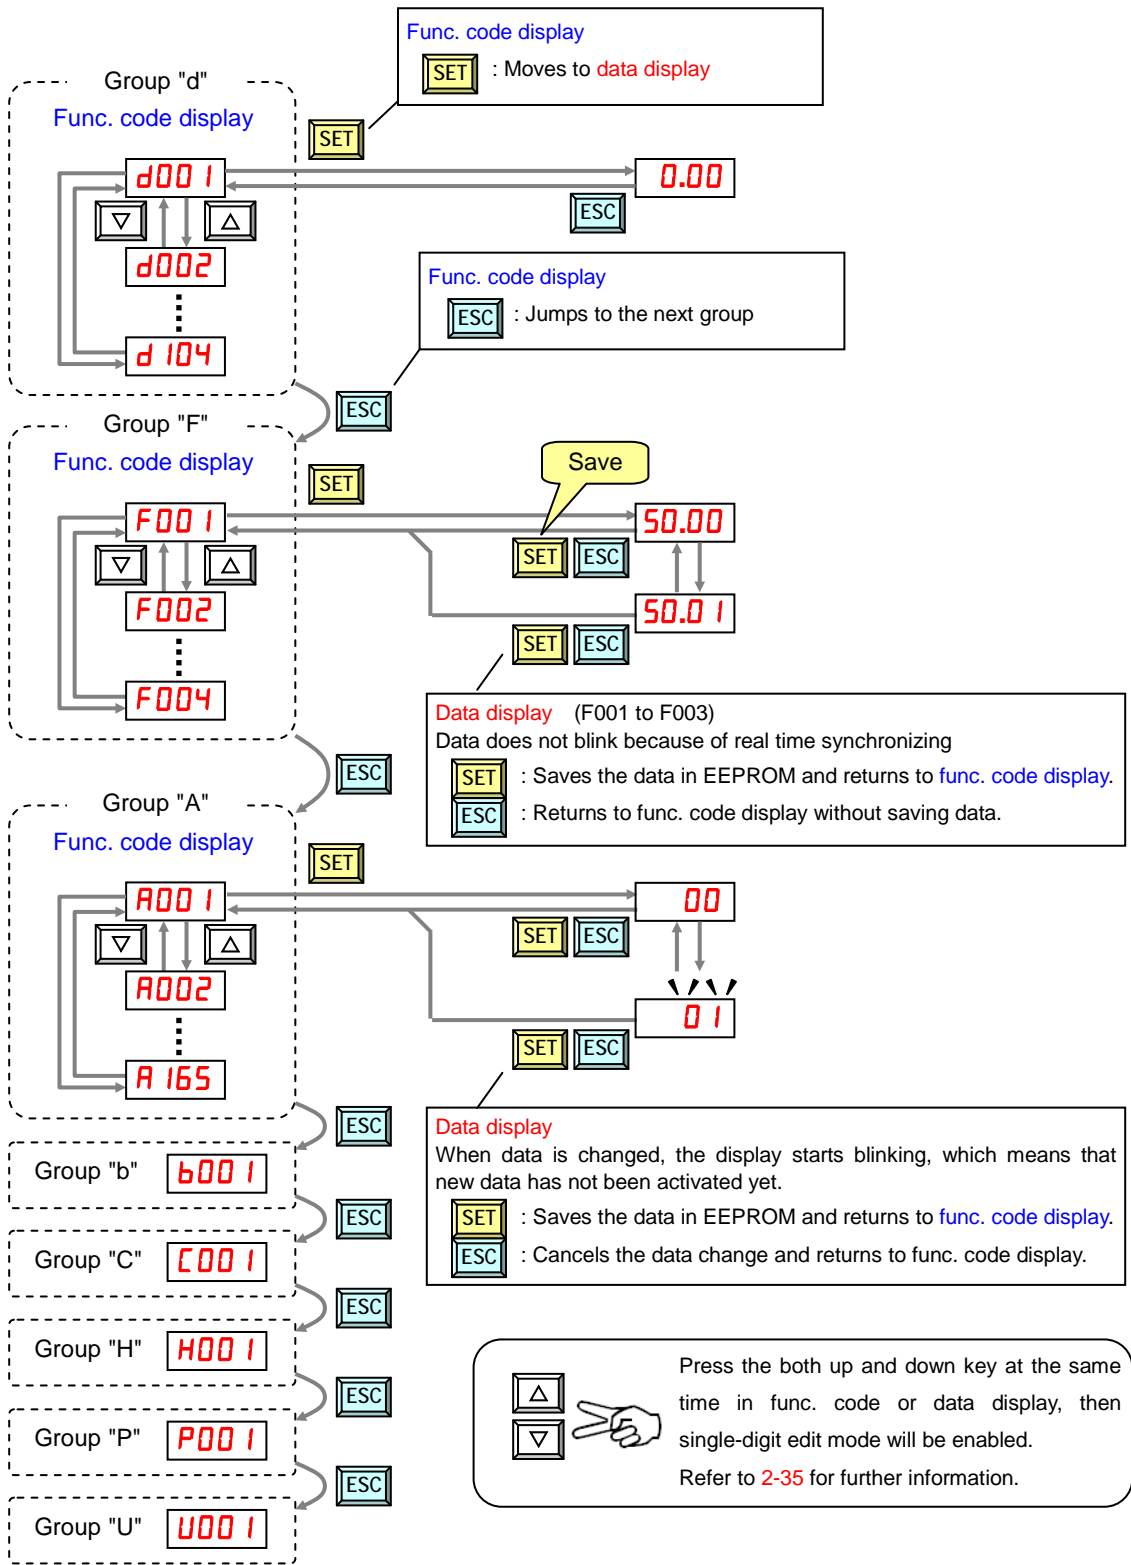 Func. code display
SET : Moves to data display
Group "d"
Func. code display
SET
d001
0.00
ESC
d002
Func. code display
ESC : Jumps to the next group
d104
ESC
Group "F"
Func. code display
Save
SET
F001
50.00
SET ESC
F002
50.01
SET ESC
F004
Data display (F001 to F003)
Data does not blink because of real time synchronizing
SET : Saves the data in EEPROM and returns to func. code display.
ESC : Returns to func. code display without saving data.
ESC
Group "A"
Func. code display
SET
A001
00
SET ESC
A002
01
SET ESC
A165
ESC
Data display
When data is changed, the display starts blinking, which means that
new data has not been activated yet.
SET : Saves the data in EEPROM and returns to func. code display.
ESC : Cancels the data change and returns to func. code display.
Group "b" b001
ESC
Group "C" C001
ESC
Group "H" H001
ESC
Group "P" P001
ESC
Group "U" U001
Press the both up and down key at the same
time in func. code or data display, then
single-digit edit mode will be enabled.
Refer to 2-35 for further information.